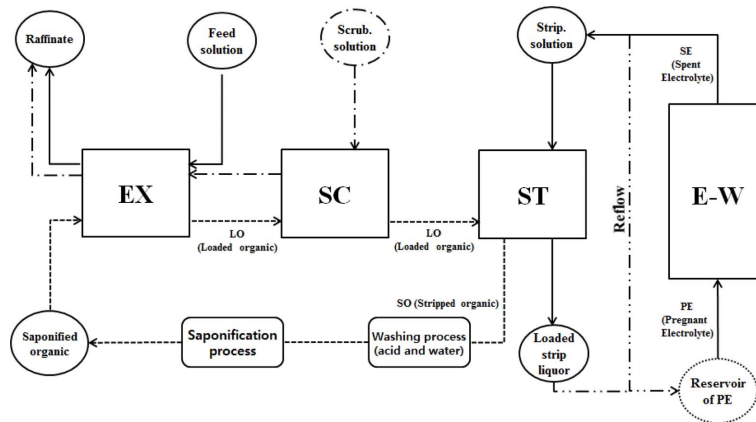 Raffinate
Feed
solution
Scrub.
solution
Strip.
solution
SE
(Spent
Electrolyte)
EX
SC
ST
E-W
Reflow
LO
(Loaded organic)
LO
(Loaded organic)
SO (Stripped organic)
PE
(Pregnant
Electrolyte)
Saponified
organic
Saponification
process
Washing process
(acid and water)
Loaded
strip
liquor
Reservoir
of PE